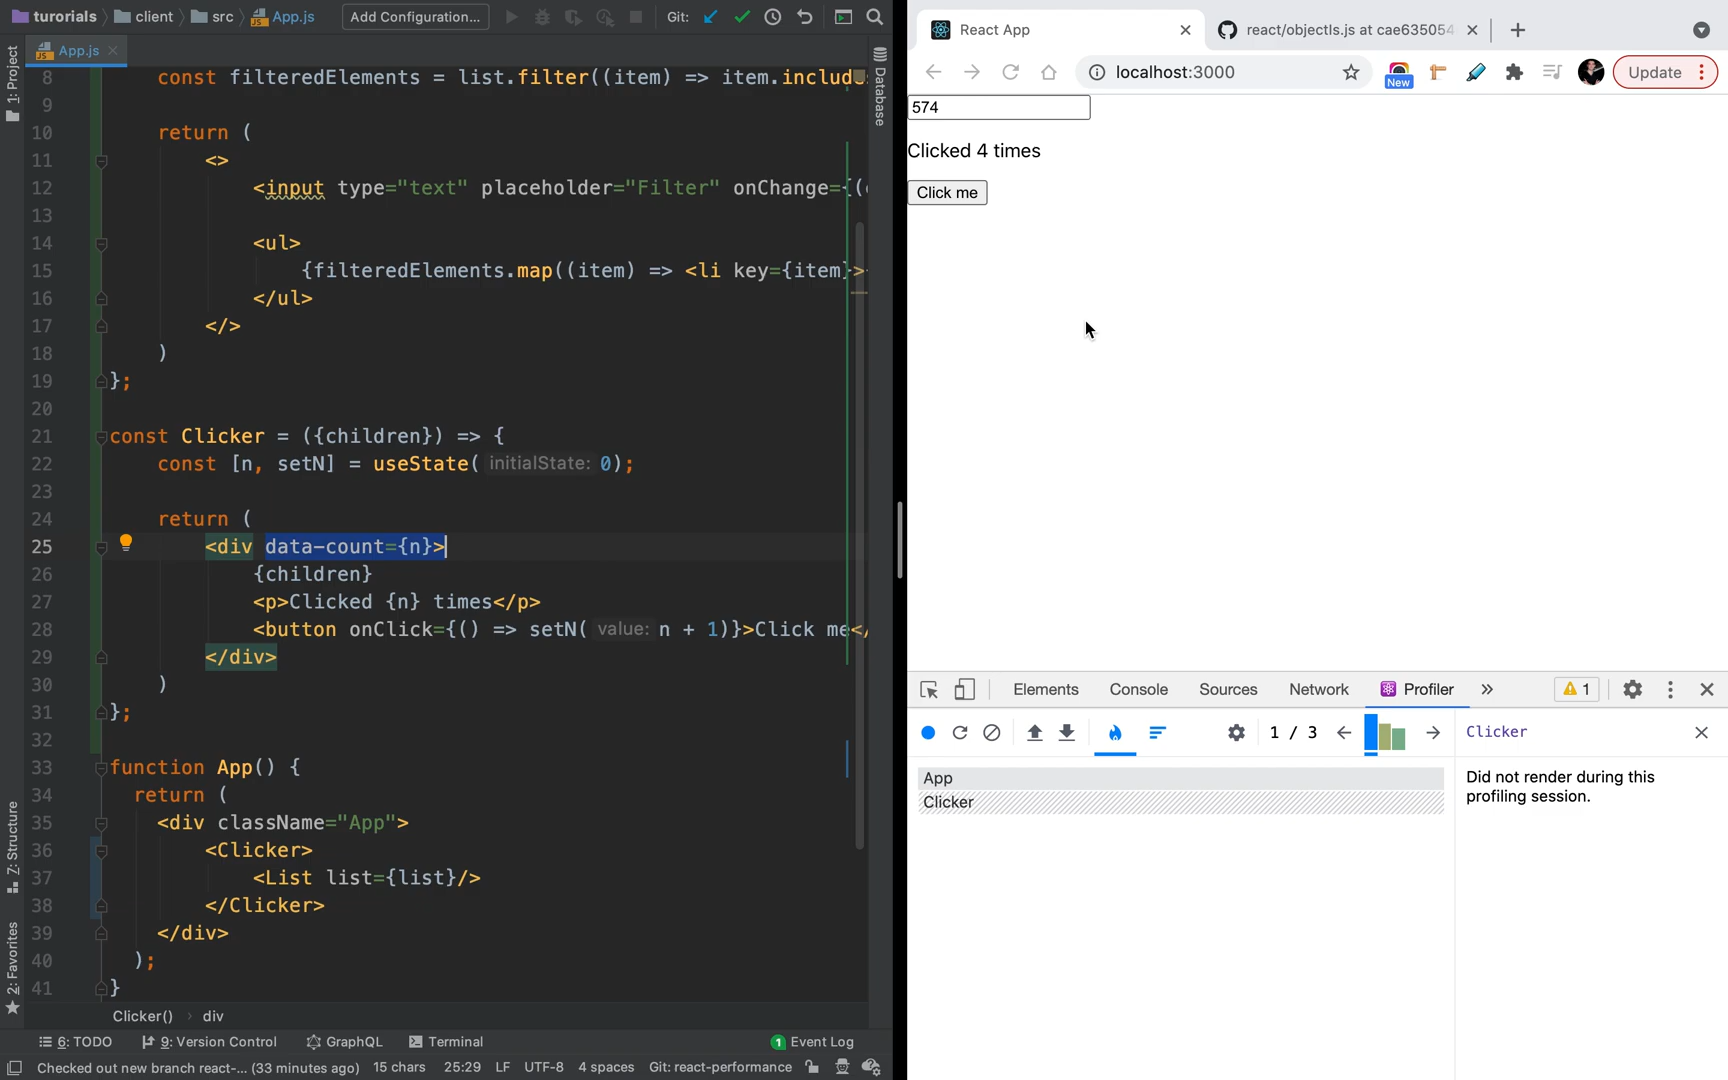 turorials client src App.js Add Configuration... Git:
1: Project
App.js
Database
8 const filteredElements = list.filter((item) => item.include
9
10 return (
11 <>
12 <input type="text" placeholder="Filter" onChange={(e
13
14 <ul>
15 {filteredElements.map((item) => <li key={item}>
16 </ul>
17 </>
18 )
19 };
20
21 const Clicker = ({children}) => {
22 const [n, setN] = useState( initialState: 0);
23
24 return (
25 <div data-count={n}>
26 {children}
27 <p>Clicked {n} times</p>
28 <button onClick={() => setN( value: n + 1)}>Click me</
29 </div>
30 )
31 };
32
33 function App() {
34 return (
35 <div className="App">
36 <Clicker>
37 <List list={list}/>
38 </Clicker>
39 </div>
40 );
41 }
Z: Structure
2: Favorites
Clicker() › div
6: TODO 9: Version Control GraphQL Terminal 1 Event Log
Checked out new branch react-... (33 minutes ago) 15 chars 25:29 LF UTF-8 4 spaces Git: react-performance
React App react/objectIs.js at cae635054
localhost:3000 New Update
574
Clicked 4 times
Click me
Elements Console Sources Network Profiler » 1
1 / 3 Clicker
App
Clicker
Did not render during this
profiling session.